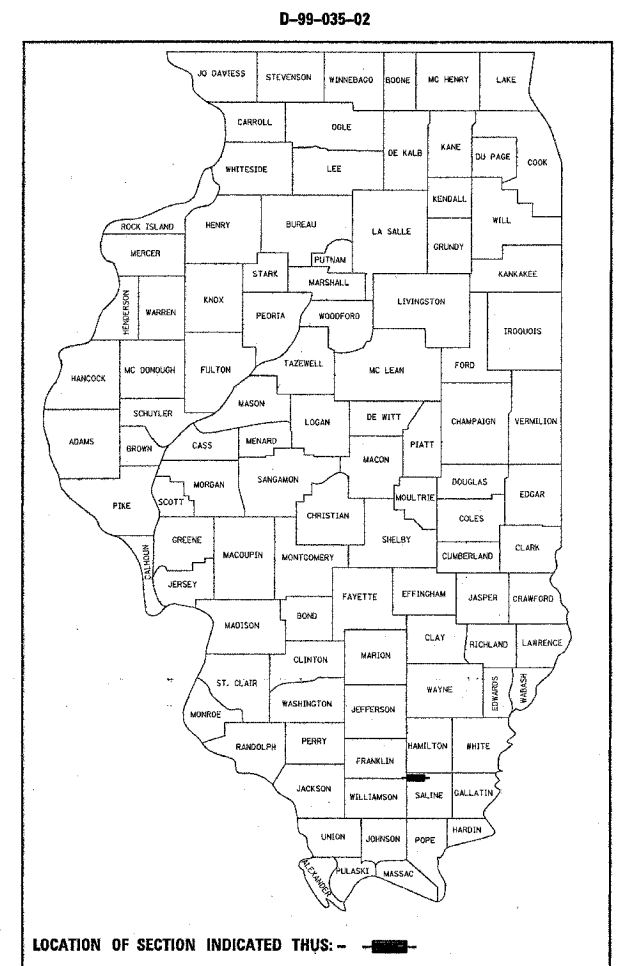 D-99-035-02
JO DAVIESS
STEVENSON
WINNEBAGO
BOONE
MC HENRY
LAKE
CARROLL
OGLE
DE KALB
KANE
DU PAGE
COOK
WHITESIDE
LEE
KENDALL
WILL
ROCK ISLAND
HENRY
BUREAU
LA SALLE
GRUNDY
MERCER
PUTNAM
STARK
MARSHALL
KANKAKEE
HENDERSON
WARREN
KNOX
PEORIA
WOODFORD
LIVINGSTON
IROQUOIS
HANCOCK
MC DONOUGH
FULTON
TAZEWELL
MC LEAN
FORD
MASON
SCHUYLER
LOGAN
DE WITT
CHAMPAIGN
VERMILION
ADAMS
BROWN
CASS
MENARD
MACON
PIATT
PIKE
SCOTT
MORGAN
SANGAMON
MOULTRIE
DOUGLAS
EDGAR
CHRISTIAN
COLES
GREENE
MACOUPIN
MONTGOMERY
SHELBY
CUMBERLAND
CLARK
CALHOUN
JERSEY
FAYETTE
EFFINGHAM
JASPER
CRAWFORD
MADISON
BOND
CLAY
RICHLAND
LAWRENCE
CLINTON
MARION
ST. CLAIR
WAYNE
EDWARDS
WABASH
WASHINGTON
JEFFERSON
MONROE
RANDOLPH
PERRY
HAMILTON
WHITE
FRANKLIN
JACKSON
WILLIAMSON
SALINE
GALLATIN
UNION
JOHNSON
POPE
HARDIN
ALEXANDER
PULASKI
MASSAC
LOCATION OF SECTION INDICATED THUS: -